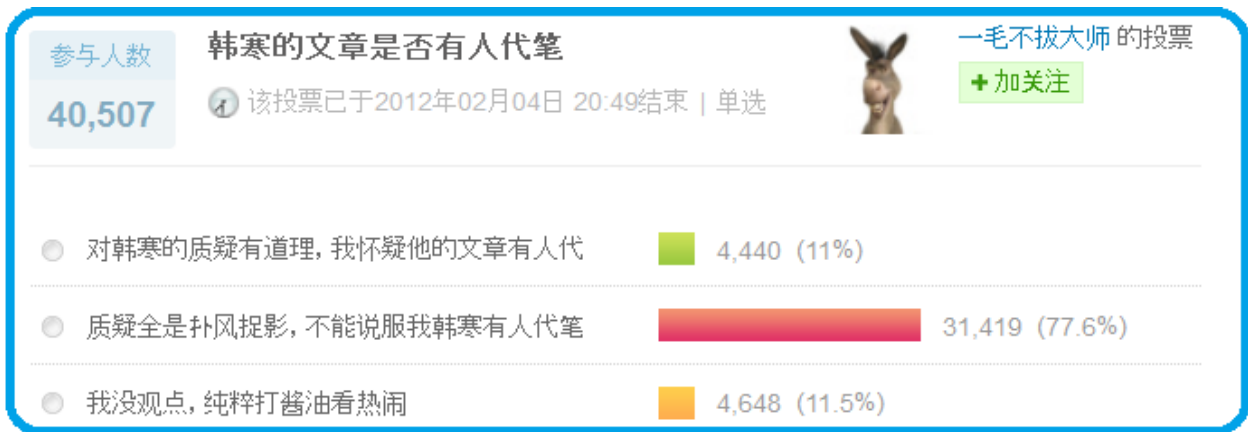 参与人数
40,507
韩寒的文章是否有人代笔
该投票已于2012年02月04日 20:49结束 | 单选
一毛不拔大师 的投票
+加关注
对韩寒的质疑有道理, 我怀疑他的文章有人代 4,440 (11%)
质疑全是扑风捉影, 不能说服我韩寒有人代笔 31,419 (77.6%)
我没观点, 纯粹打酱油看热闹 4,648 (11.5%)